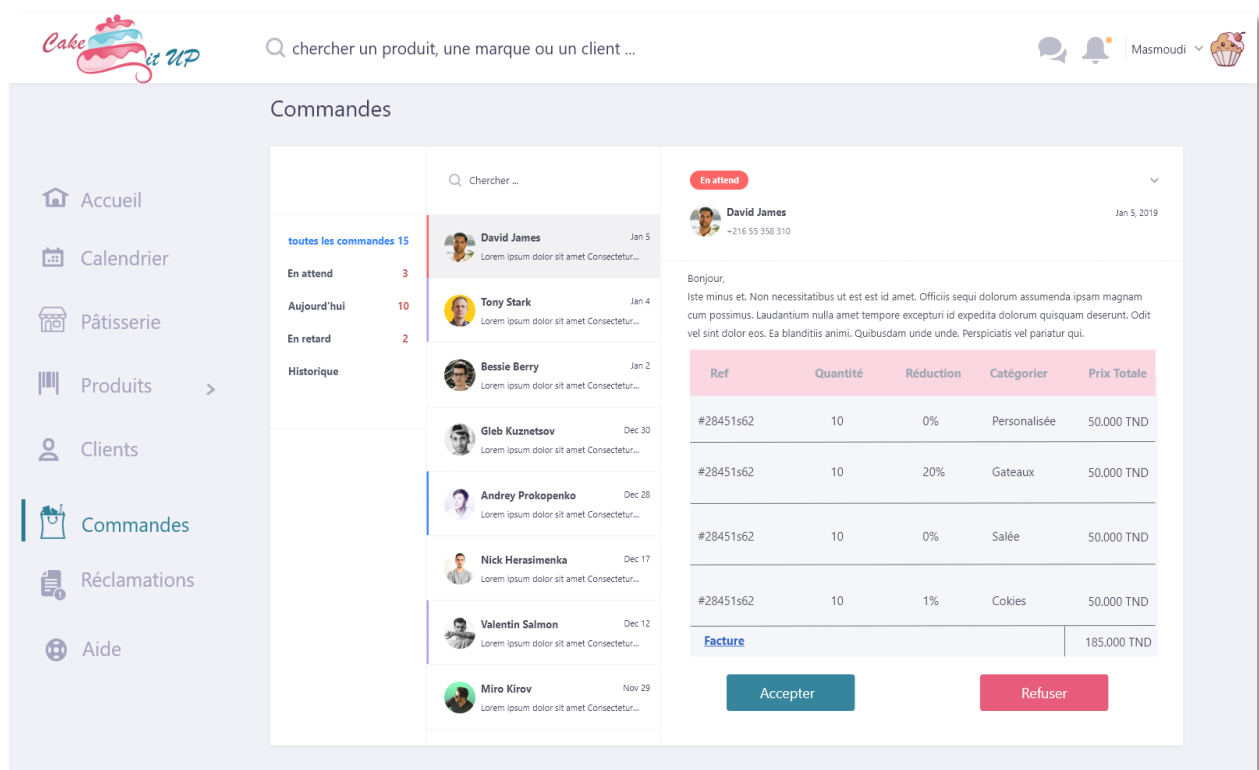 Cake it UP
chercher un produit, une marque ou un client ...
Masmoudi
Commandes
Accueil
Calendrier
Pâtisserie
Produits
Clients
Commandes
Réclamations
Aide
toutes les commandes 15
En attend 3
Aujourd'hui 10
En retard 2
Historique
Chercher ...
David James Jan 5
Lorem ipsum dolor sit amet Consectetur...
Tony Stark Jan 4
Lorem ipsum dolor sit amet Consectetur...
Bessie Berry Jan 2
Lorem ipsum dolor sit amet Consectetur...
Gleb Kuznetsov Dec 30
Lorem ipsum dolor sit amet Consectetur...
Andrey Prokopenko Dec 28
Lorem ipsum dolor sit amet Consectetur...
Nick Herasimenka Dec 17
Lorem ipsum dolor sit amet Consectetur...
Valentin Salmon Dec 12
Lorem ipsum dolor sit amet Consectetur...
Miro Kirov Nov 29
Lorem ipsum dolor sit amet Consectetur...
En attend
David James Jan 5, 2019
+216 55 358 310
Bonjour,
Iste minus et. Non necessitatibus ut est est id amet. Officiis sequi dolorum assumenda ipsam magnam
cum possimus. Laudantium nulla amet tempore excepturi id expedita dolorum quisquam deserunt. Odit
vel sint dolor eos. Ea blanditiis animi. Quibusdam unde unde. Perspiciatis vel pariatur qui.
Ref Quantité Réduction Catégorier Prix Totale
#28451s62 10 0% Personalisée 50.000 TND
#28451s62 10 20% Gateaux 50.000 TND
#28451s62 10 0% Salée 50.000 TND
#28451s62 10 1% Cokies 50.000 TND
Facture 185.000 TND
Accepter Refuser